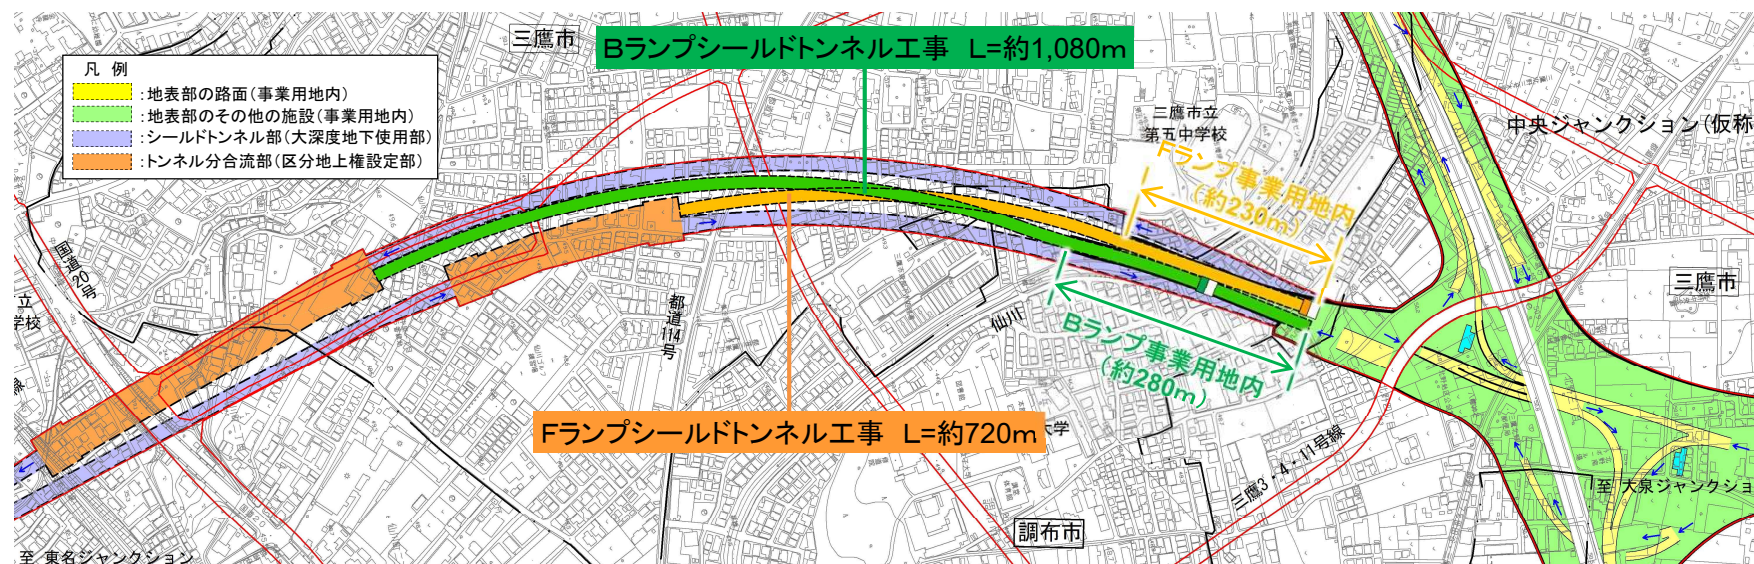 三鷹市
Bランプシールドトンネル工事 L=約1,080m
凡 例
:地表部の路面(事業用地内)
:地表部のその他の施設(事業用地内)
:シールドトンネル部(大深度地下使用部)
:トンネル分合流部(区分地上権設定部)
三鷹市立
第五中学校
中央ジャンクション(仮称
Fランプ事業用地内
(約230m)
国道20号
立
学校
都道114号
仙川
三鷹市
Bランプ事業用地内
(約280m)
Fランプシールドトンネル工事 L=約720m
大学
三鷹3・4・11号線
至 大泉ジャンクショ
調布市
至 東名ジャンクション